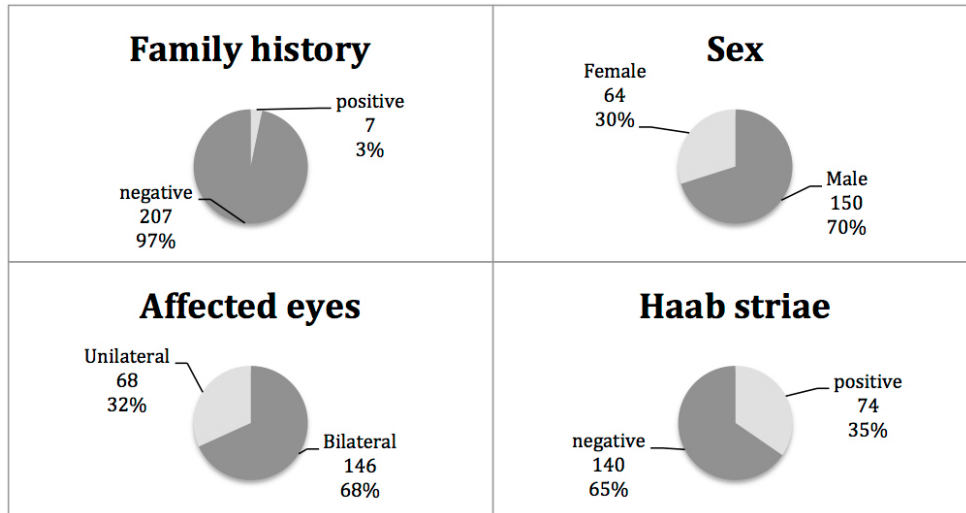 Family history
positive
7
3%
negative
207
97%
Sex
Female
64
30%
Male
150
70%
Affected eyes
Unilateral
68
32%
Bilateral
146
68%
Haab striae
positive
74
35%
negative
140
65%